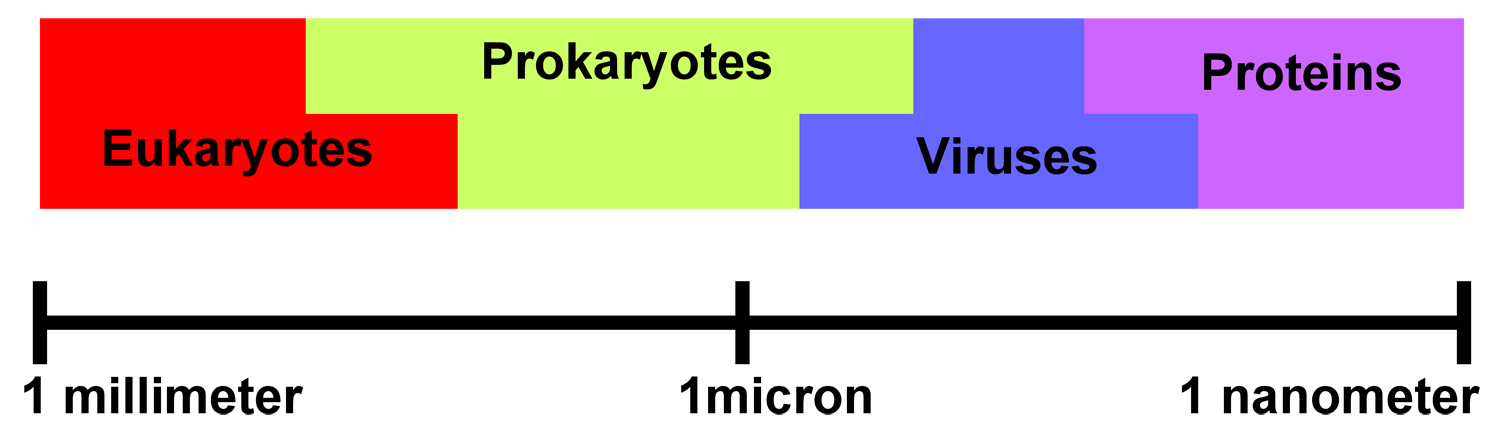 Prokaryotes
Proteins
Eukaryotes
Viruses
1 millimeter
1micron
1 nanometer